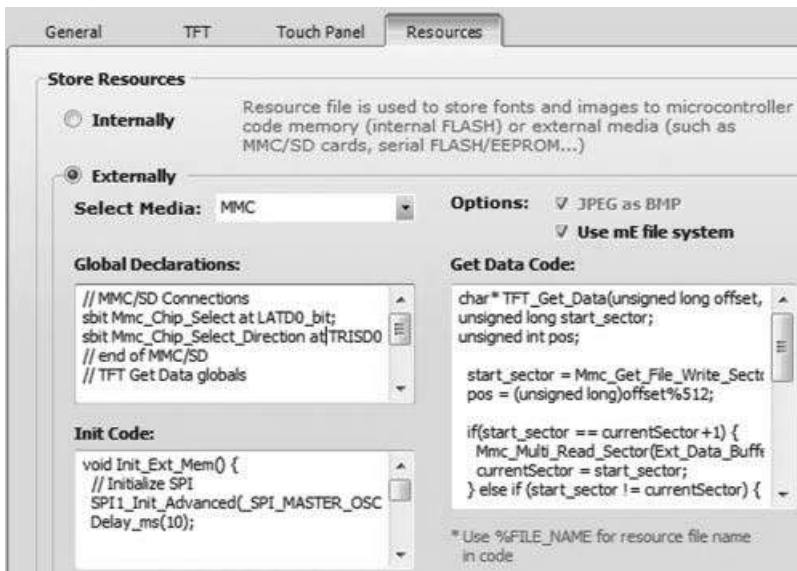 General TFT Touch Panel Resources
Store Resources
Internally
Resource file is used to store fonts and images to microcontroller
code memory (internal FLASH) or external media (such as
MMC/SD cards, serial FLASH/EEPROM...)
Externally
Select Media: MMC
Options: JPEG as BMP
Use mE file system
Global Declarations:
// MMC/SD Connections
sbit Mmc_Chip_Select at LATD0_bit;
sbit Mmc_Chip_Select_Direction at TRISD0
// end of MMC/SD
// TFT Get Data globals
Init Code:
void Init_Ext_Mem() {
// Initialize SPI
SPI1_Init_Advanced(_SPI_MASTER_OSC
Delay_ms(10);
Get Data Code:
char* TFT_Get_Data(unsigned long offset,
unsigned long start_sector;
unsigned int pos;
start_sector = Mmc_Get_File_Write_Sect
pos = (unsigned long)offset%512;
if(start_sector == currentSector+1) {
Mmc_Multi_Read_Sector(Ext_Data_Buff
currentSector = start_sector;
} else if (start_sector != currentSector) {
* Use %FILE_NAME for resource file name
in code